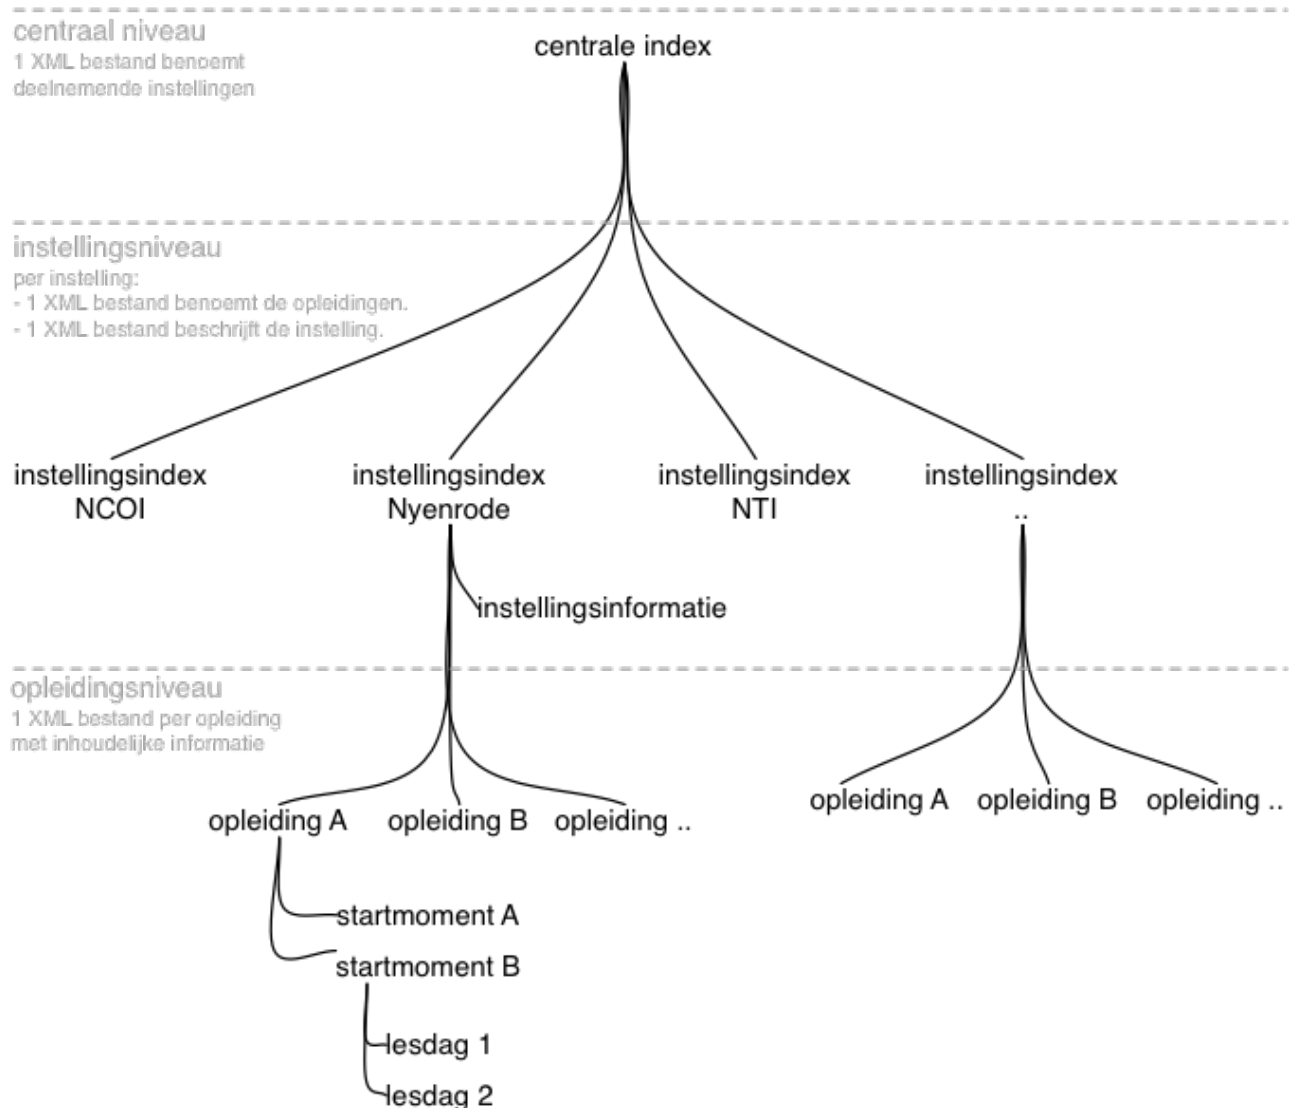 centraal niveau
1 XML bestand benoemt
deelnemende instellingen
centrale index
instellingsniveau
per instelling:
- 1 XML bestand benoemt de opleidingen.
- 1 XML bestand beschrijft de instelling.
instellingsindex
NCOI
instellingsindex
Nyenrode
instellingsindex
NTI
instellingsindex
..
instellingsinformatie
opleidingsniveau
1 XML bestand per opleiding
met inhoudelijke informatie
opleiding A
opleiding B
opleiding ..
opleiding A
opleiding B
opleiding ..
startmoment A
startmoment B
lesdag 1
lesdag 2